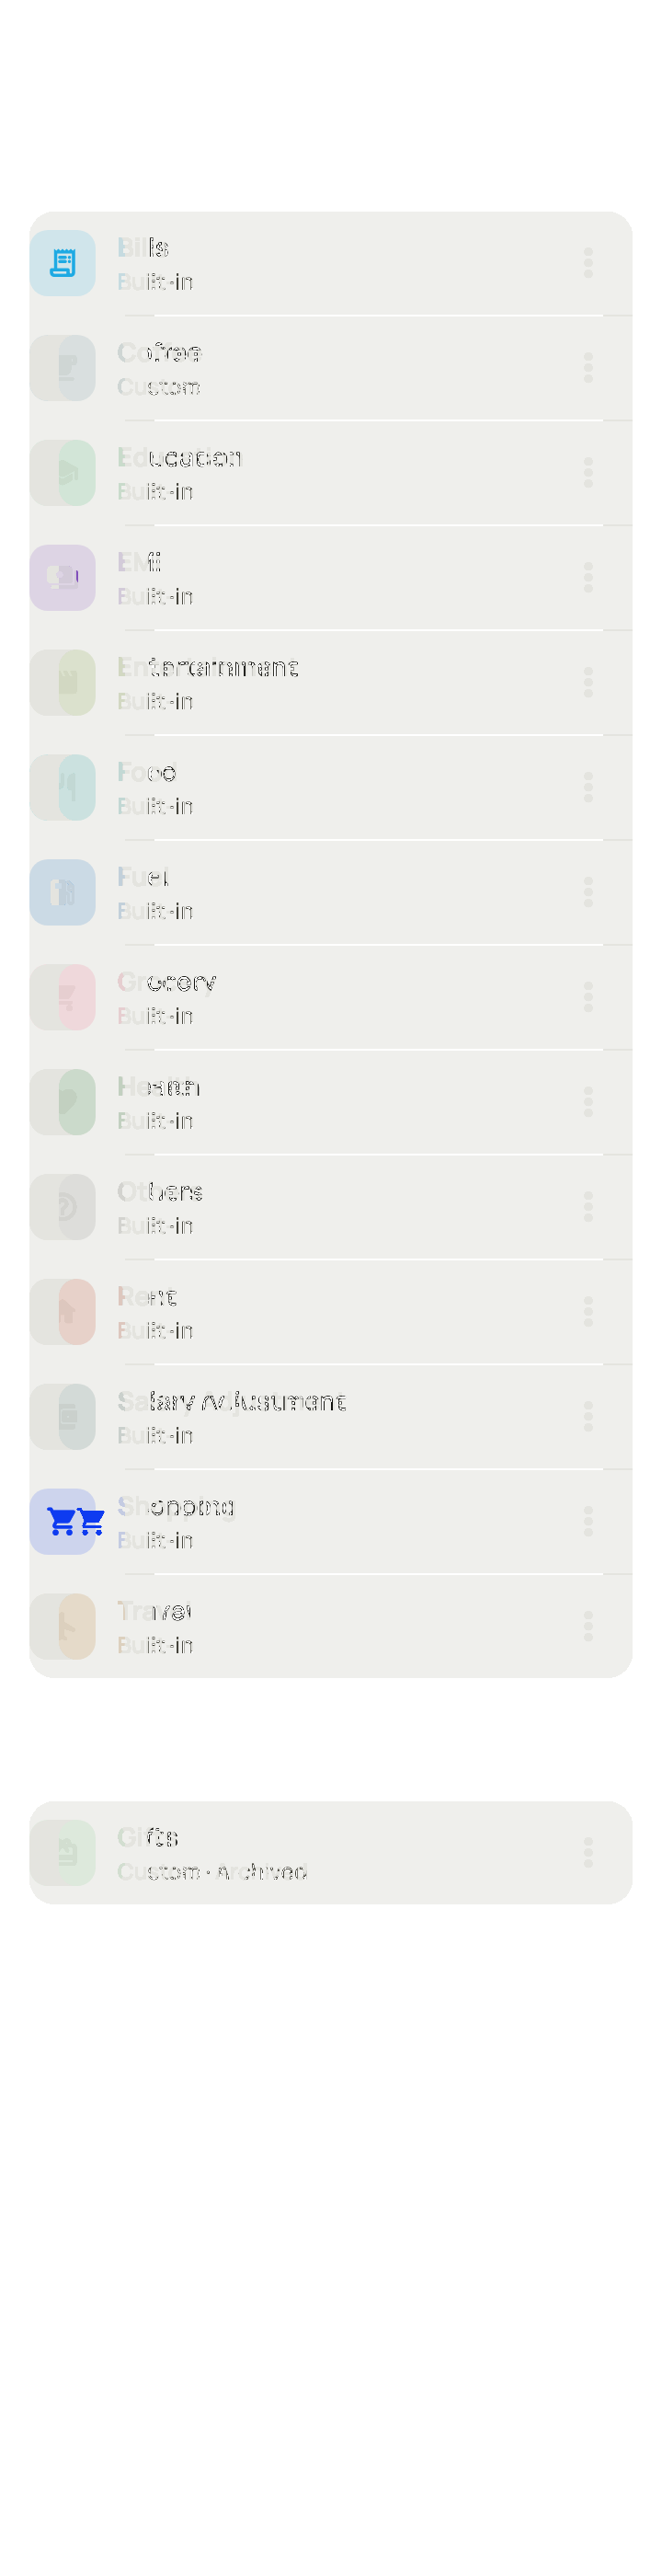 Bills
Built-in
Coffee
Custom
Education
Built-in
EMI
Built-in
Entertainment
Built-in
Food
Built-in
Fuel
Built-in
Grocery
Built-in
Health
Built-in
Others
Built-in
Rent
Built-in
Salary Adjustment
Built-in
Shopping
Built-in
Travel
Built-in
Gifts
Custom · Archived